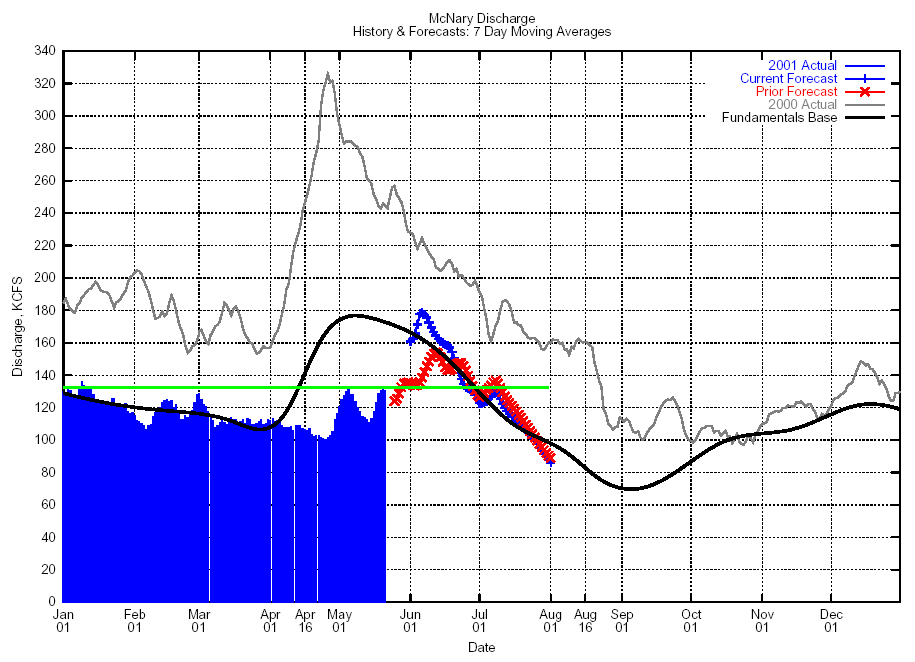 McNary Discharge
History & Forecasts: 7 Day Moving Averages
2001 Actual
Current Forecast
Prior Forecast
2000 Actual
Fundamentals Base
Discharge, KCFS
340
320
300
280
260
240
220
200
180
160
140
120
100
80
60
40
20
0
Jan Feb Mar Apr Apr May Jun Jul Aug Aug Sep Oct Nov Dec
01 01 01 01 16 01 01 01 01 16 01 01 01 01
Date